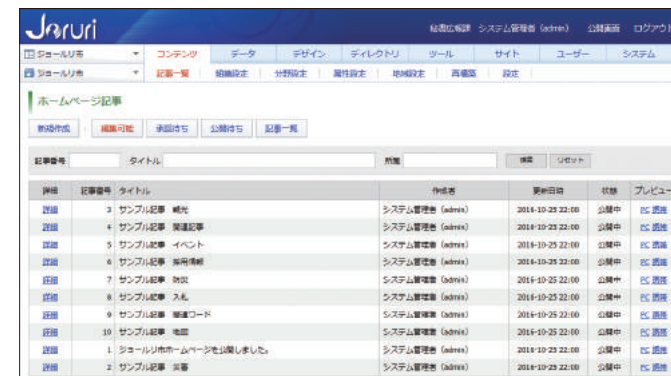 Joruri 秘書広報課 システム管理者 (admin) 公開画面 ログアウト
ジョールリ市 コンテンツ データ デザイン ディレクトリ ツール サイト ユーザー システム
ジョールリ市 記事一覧 組織設定 分野設定 属性設定 地域設定 再構築 設定
ホームページ記事
新規作成 編集可能 承認待ち 公開待ち 記事一覧
記事番号 タイトル 所属 検索 リセット
詳細 記事番号 タイトル 作成者 更新日時 状態 プレビュー
詳細 3 サンプル記事 観光 システム管理者 (admin) 2016-10-25 22:00 公開中 PC 携帯
詳細 4 サンプル記事 関連記事 システム管理者 (admin) 2016-10-25 22:00 公開中 PC 携帯
詳細 5 サンプル記事 イベント システム管理者 (admin) 2016-10-25 22:00 公開中 PC 携帯
詳細 6 サンプル記事 採用情報 システム管理者 (admin) 2016-10-25 22:00 公開中 PC 携帯
詳細 7 サンプル記事 防災 システム管理者 (admin) 2016-10-25 22:00 公開中 PC 携帯
詳細 8 サンプル記事 入札 システム管理者 (admin) 2016-10-25 22:00 公開中 PC 携帯
詳細 9 サンプル記事 関連ワード システム管理者 (admin) 2016-10-25 22:00 公開中 PC 携帯
詳細 10 サンプル記事 地図 システム管理者 (admin) 2016-10-25 22:00 公開中 PC 携帯
詳細 1 ジョールリ市ホームページを公開しました。 システム管理者 (admin) 2016-10-25 22:00 公開中 PC 携帯
詳細 2 サンプル記事 災害 システム管理者 (admin) 2016-10-25 22:00 公開中 PC 携帯